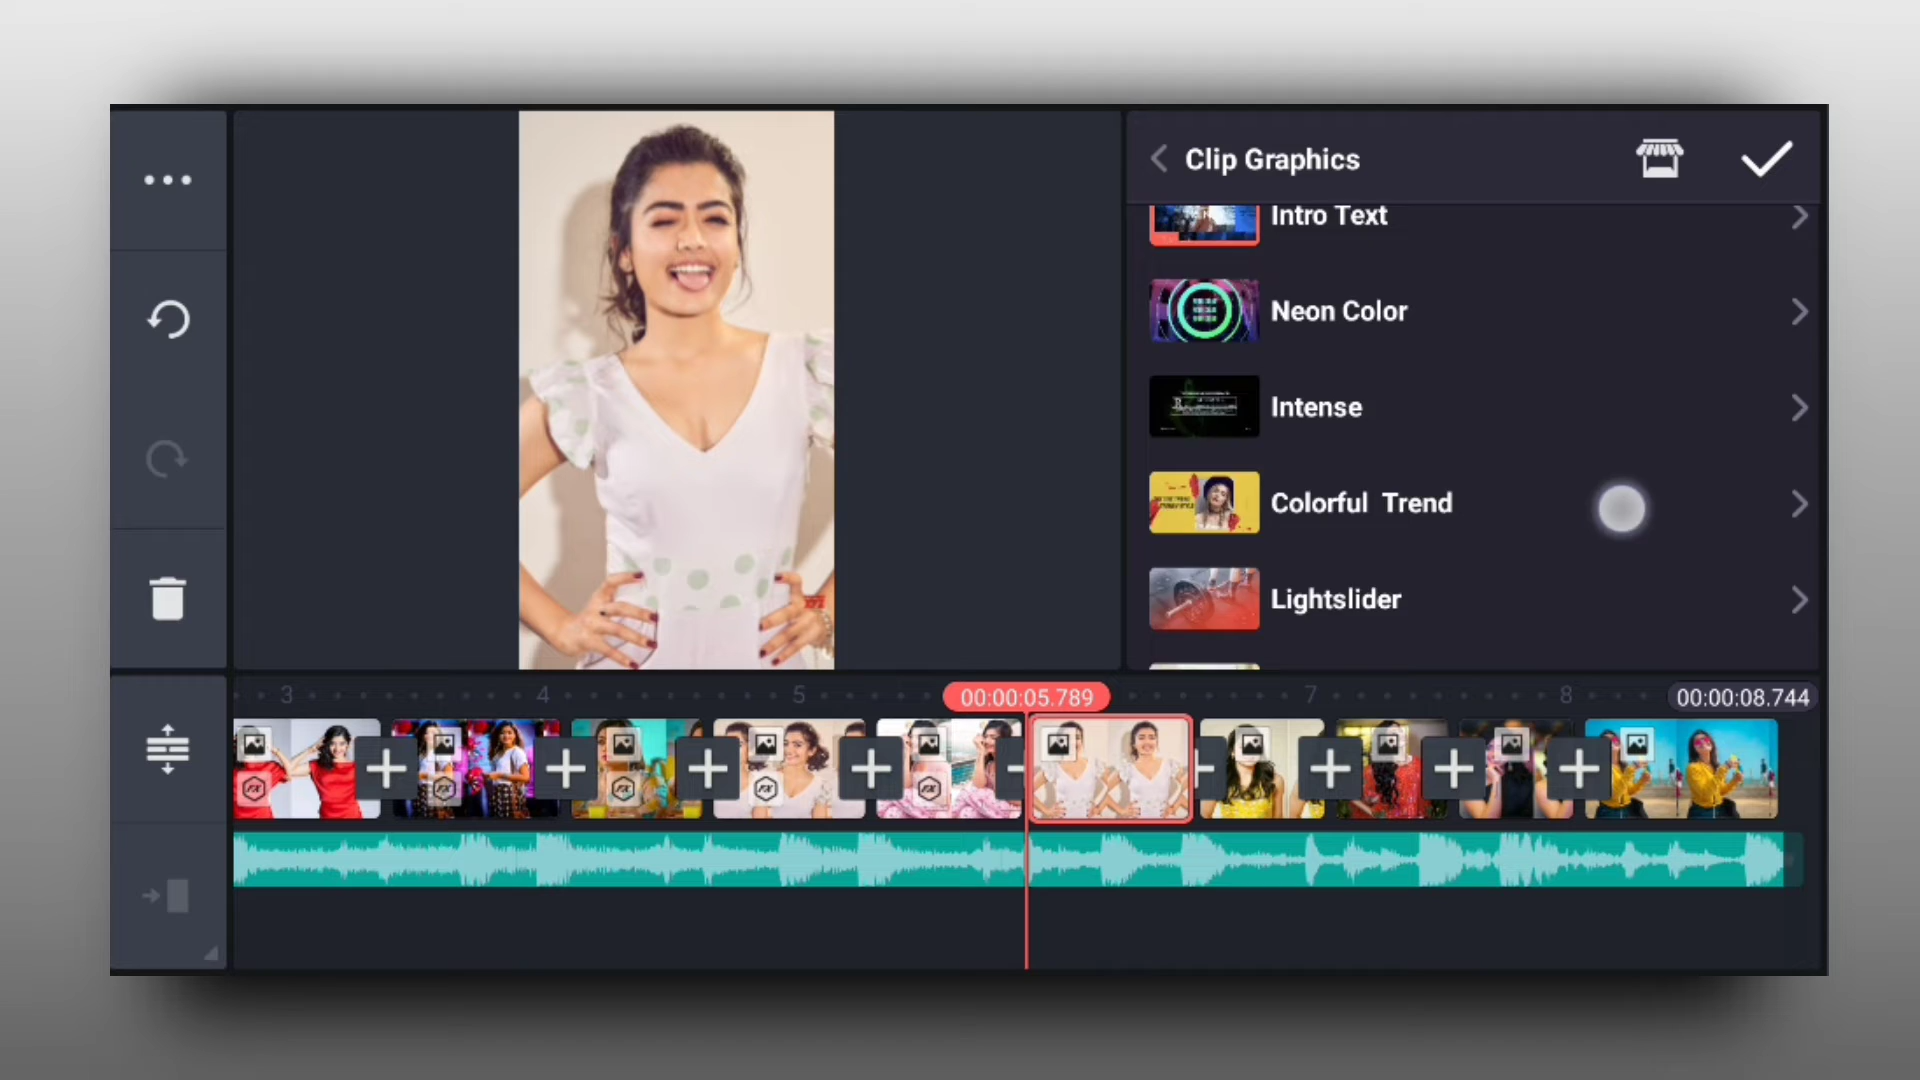 Clip Graphics
Intro Text
Neon Color
Intense
Colorful Trend
Lightslider
3
4
5
00:00:05.789
7
8
00:00:08.744